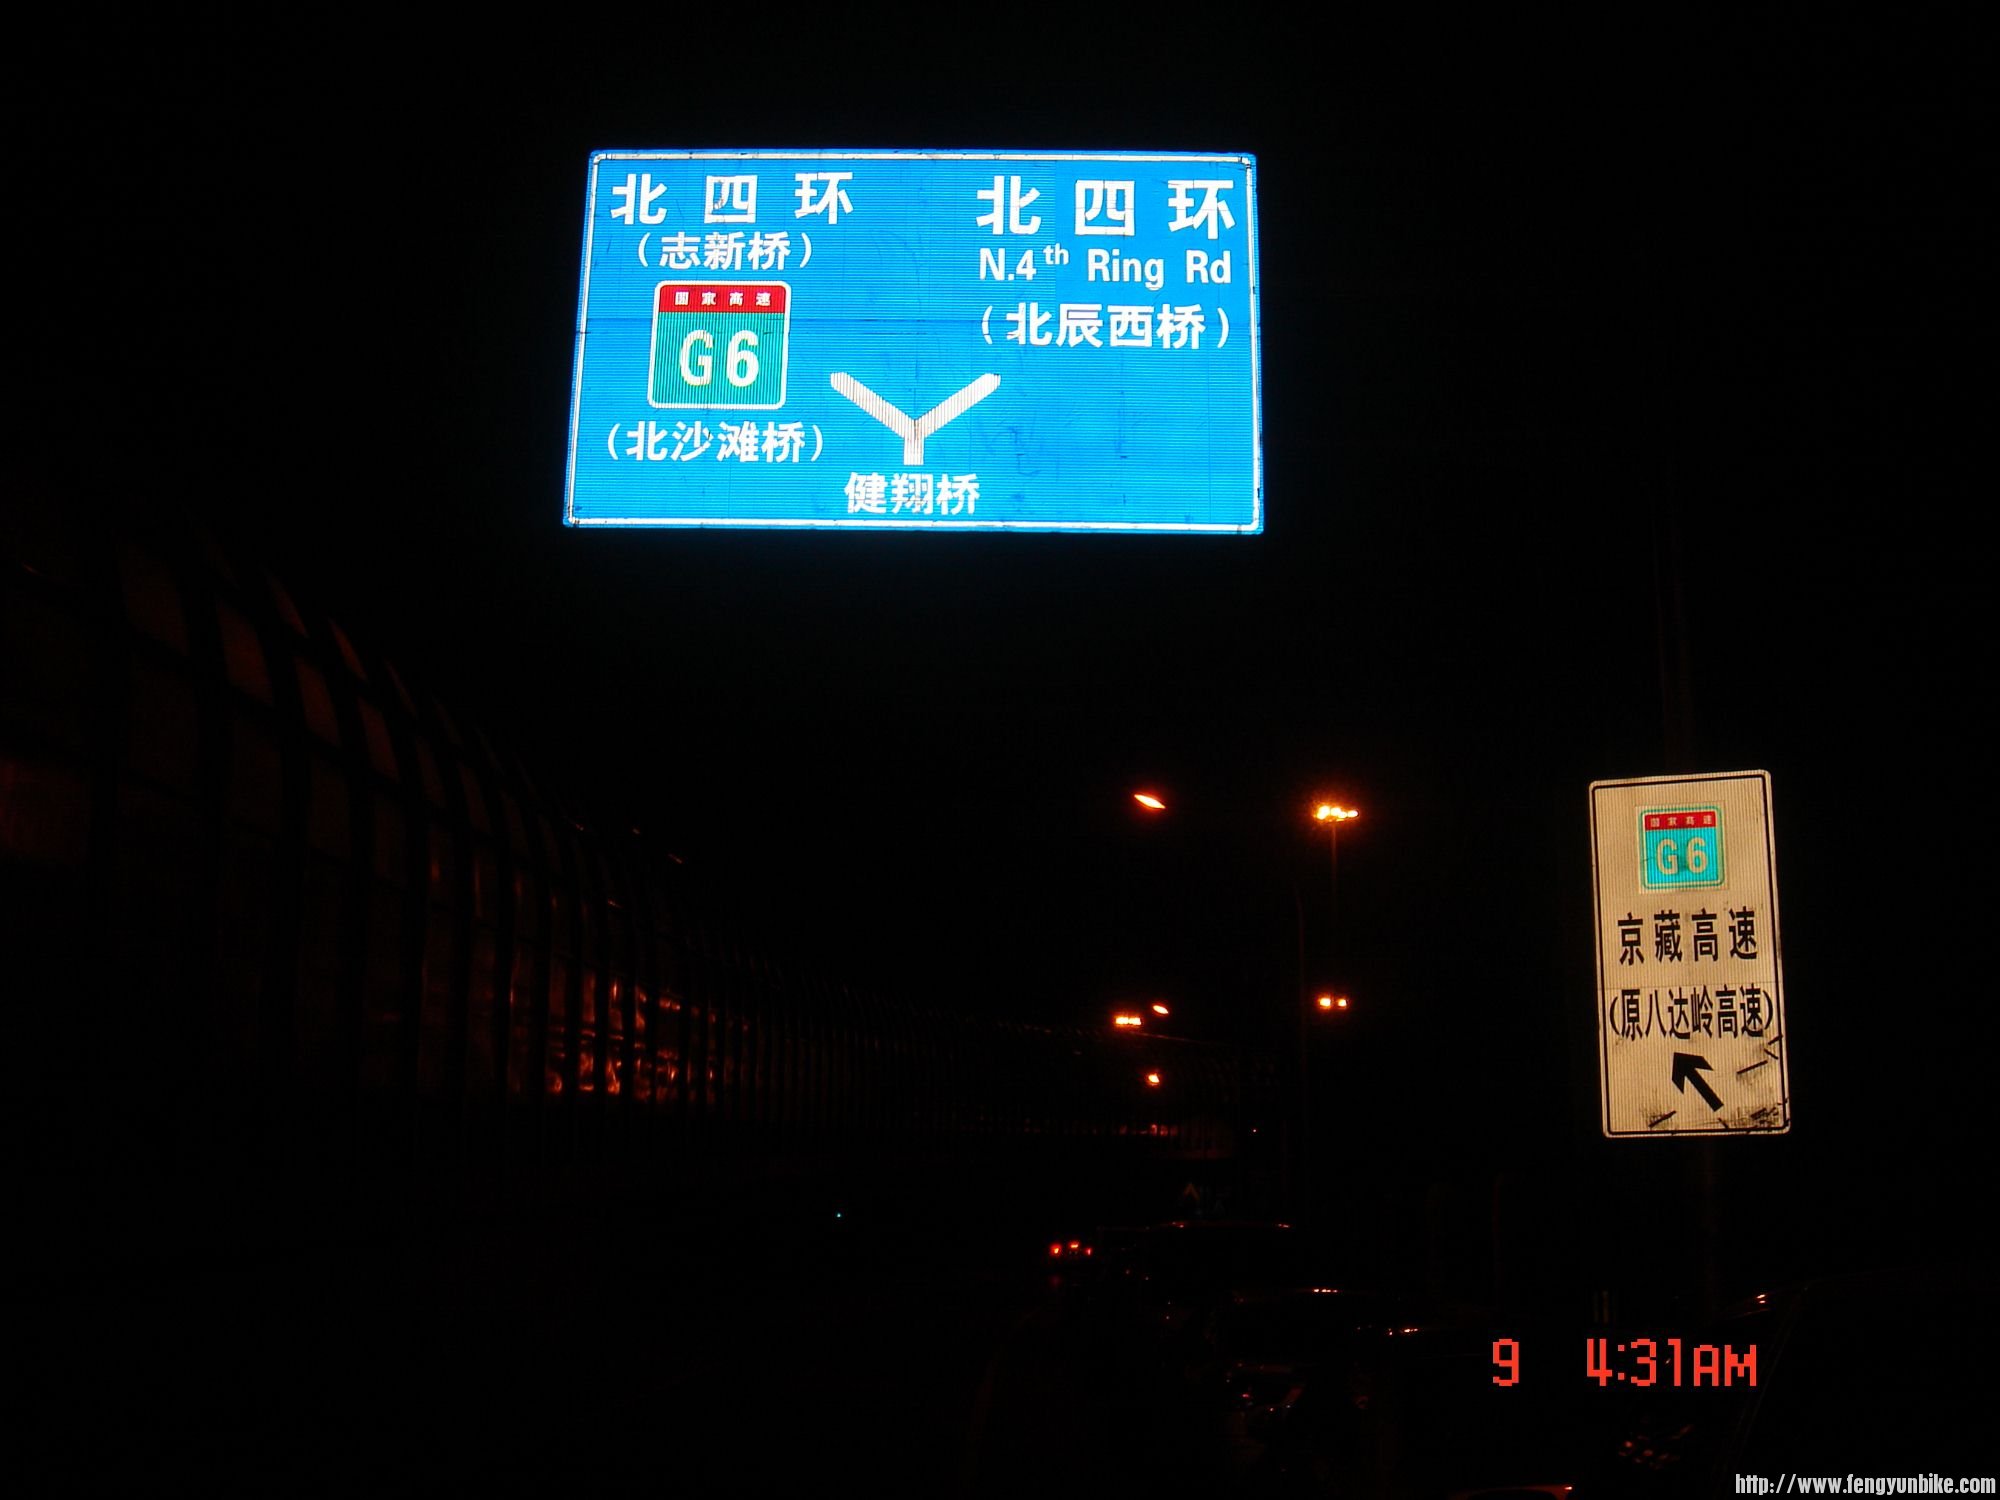 北四环
(志新桥)
国家高速
G6
(北沙滩桥)
北四环
N.4th Ring Rd
(北辰西桥)
健翔桥
国家高速
G6
京藏高速
(原八达岭高速)
9 4:31AM
http://www.fengyunbike.com